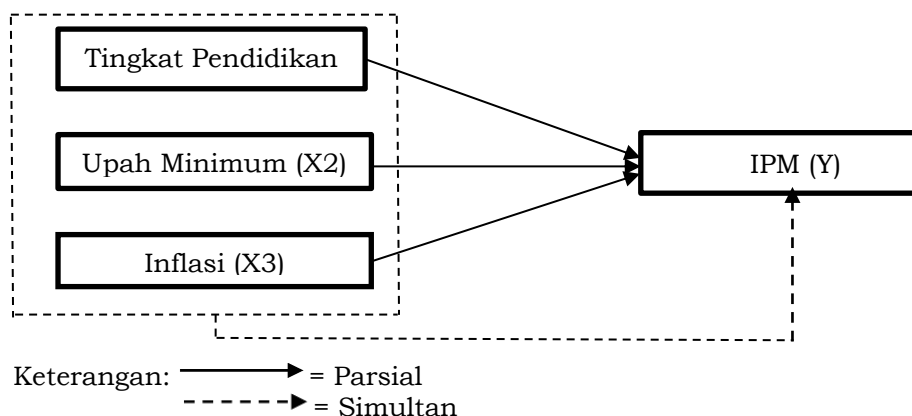 Tingkat Pendidikan
Upah Minimum (X2)
IPM (Y)
Inflasi (X3)
Keterangan: = Parsial
= Simultan